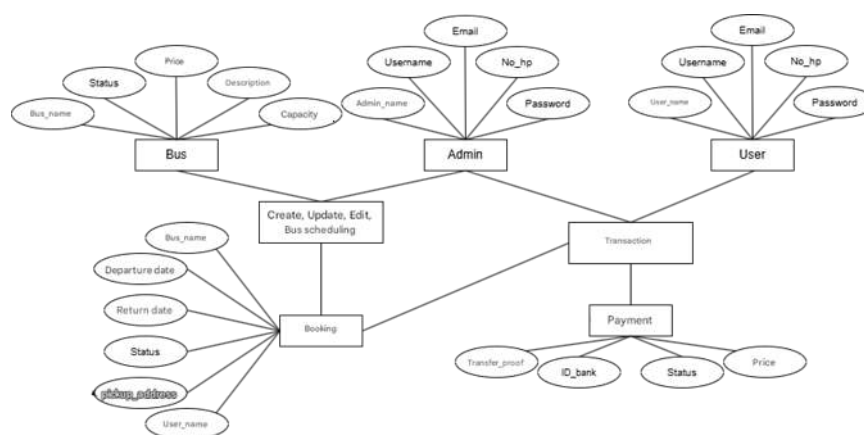 Email
Email
Price
Username
No_hp
Username
No_hp
Status
Description
Bus_name
Capacity
Admin_name
Password
User_name
Password
Bus
Admin
User
Create, Update, Edit,
Bus scheduling
Bus_name
Transaction
Departure date
Return date
Booking
Payment
Status
Transfer_proof
ID_bank
Status
Price
pickup_address
User_name